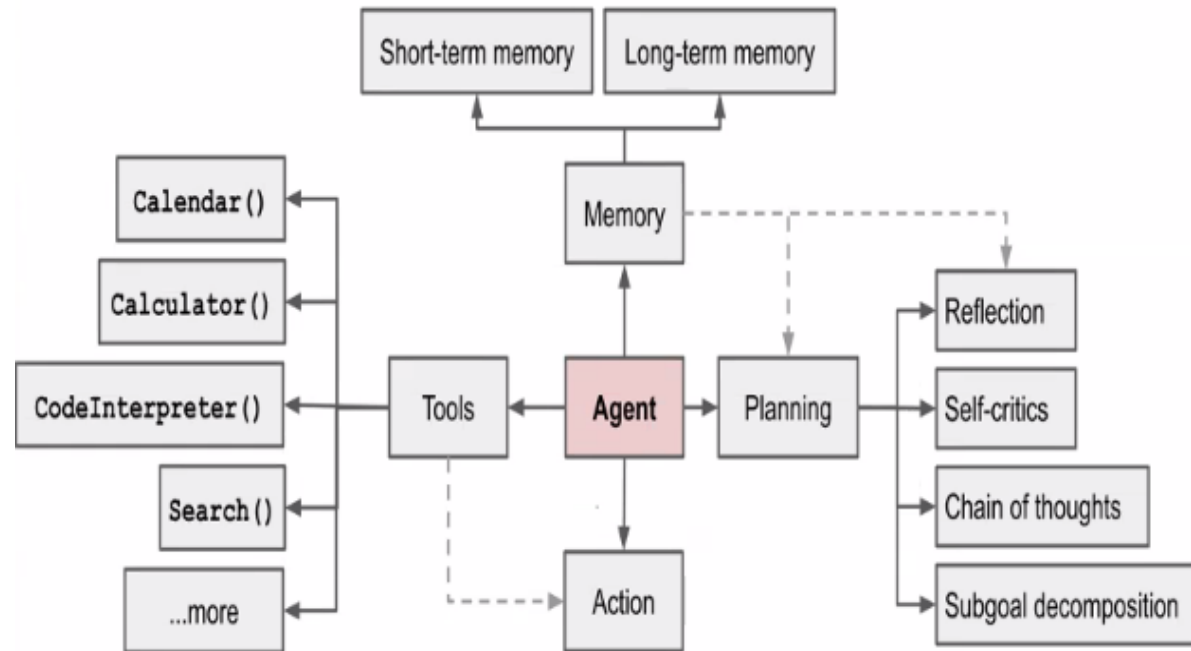 Short-term memory
Long-term memory
Calendar()
Memory
Calculator()
Reflection
CodeInterpreter()
Tools
Agent
Planning
Self-critics
Search()
Chain of thoughts
...more
Action
Subgoal decomposition